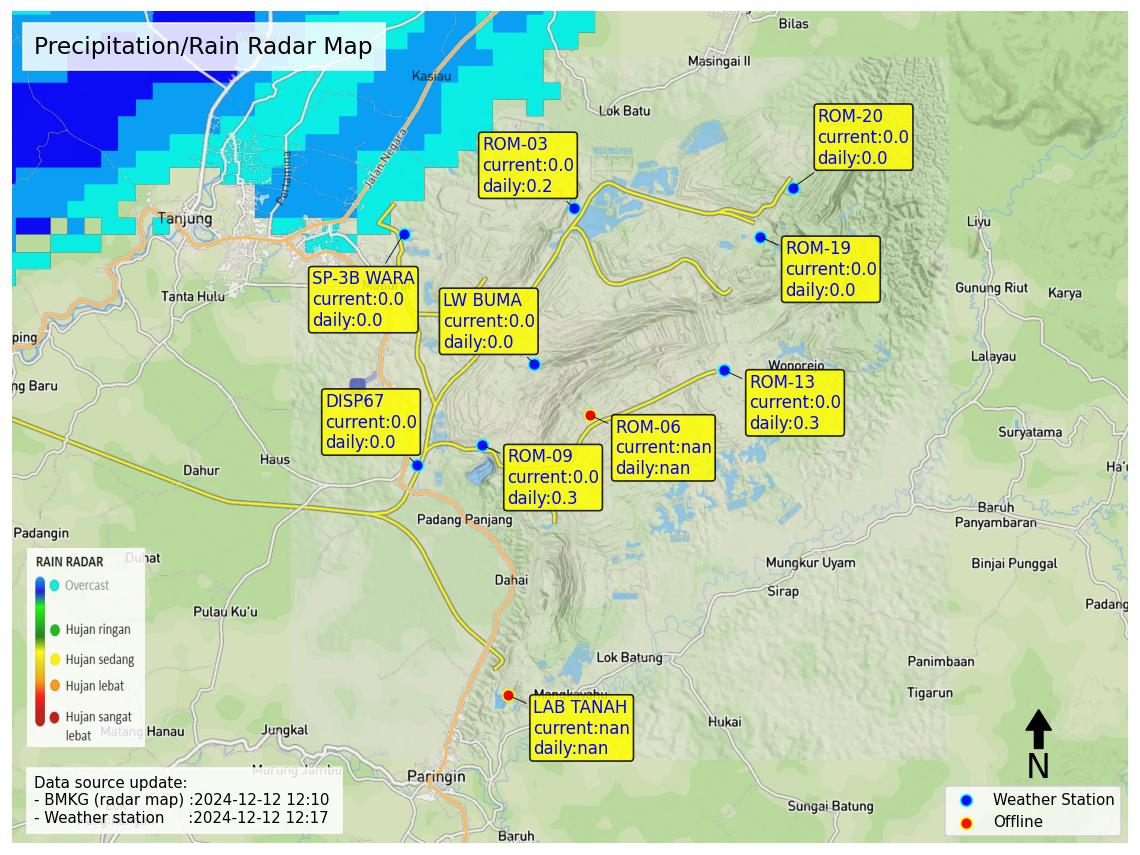 Precipitation/Rain Radar Map
Bilas
Masingai II
Kasiau
Lok Batu
ROM-20
current:0.0
daily:0.0
ROM-03
current:0.0
daily:0.2
Jalan Negara
Pertamina
Tanjung
Liyu
ROM-19
current:0.0
daily:0.0
SP-3B WARA
current:0.0
daily:0.0
Tanta Hulu
LW BUMA
current:0.0
daily:0.0
Gunung Riut
Karya
ping
Lalayau
Wonorejo
ng Baru
ROM-13
current:0.0
daily:0.3
DISP67
current:0.0
daily:0.0
ROM-06
current:nan
daily:nan
Suryatama
Haus
Dahur
ROM-09
current:0.0
daily:0.3
Ha'u
Padang Panjang
Baruh
Panyambaran
Padangin
Duhat
Mungkur Uyam
Binjai Punggal
Dahai
Sirap
Padang
Pulau Ku'u
RAIN RADAR
Overcast
Hujan ringan
Hujan sedang
Hujan lebat
Hujan sangat
lebat
Lok Batung
Panimbaan
Tigarun
Mangkayahu
LAB TANAH
current:nan
daily:nan
Matang Hanau
Jungkal
Hukai
Murung Jambu
Paringin
N
Data source update:
- BMKG (radar map) :2024-12-12 12:10
- Weather station :2024-12-12 12:17
Sungai Batung
Baruh
Weather Station
Offline